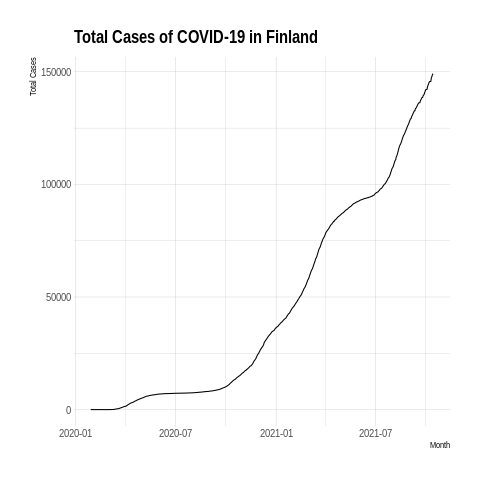 Total Cases of COVID-19 in Finland
Total Cases
150000
100000
50000
0
2020-01 2020-07 2021-01 2021-07
Month